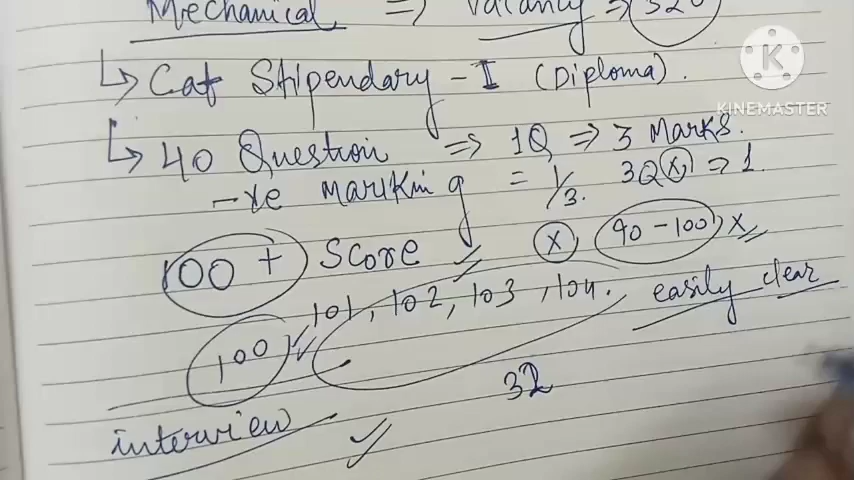 Mechanical => Vacancy => 320
↳ Cat Stipendary - I (Diploma).
K
KINEMASTER
↳ 40 Question => 1Q => 3 Marks.
-ve marking = 1/3. 3Q(x) => 1.
100+ Score ✓ (x) (90-100) x
100 ✓ 101, 102, 103, 104. easily clear
32
interview ✓